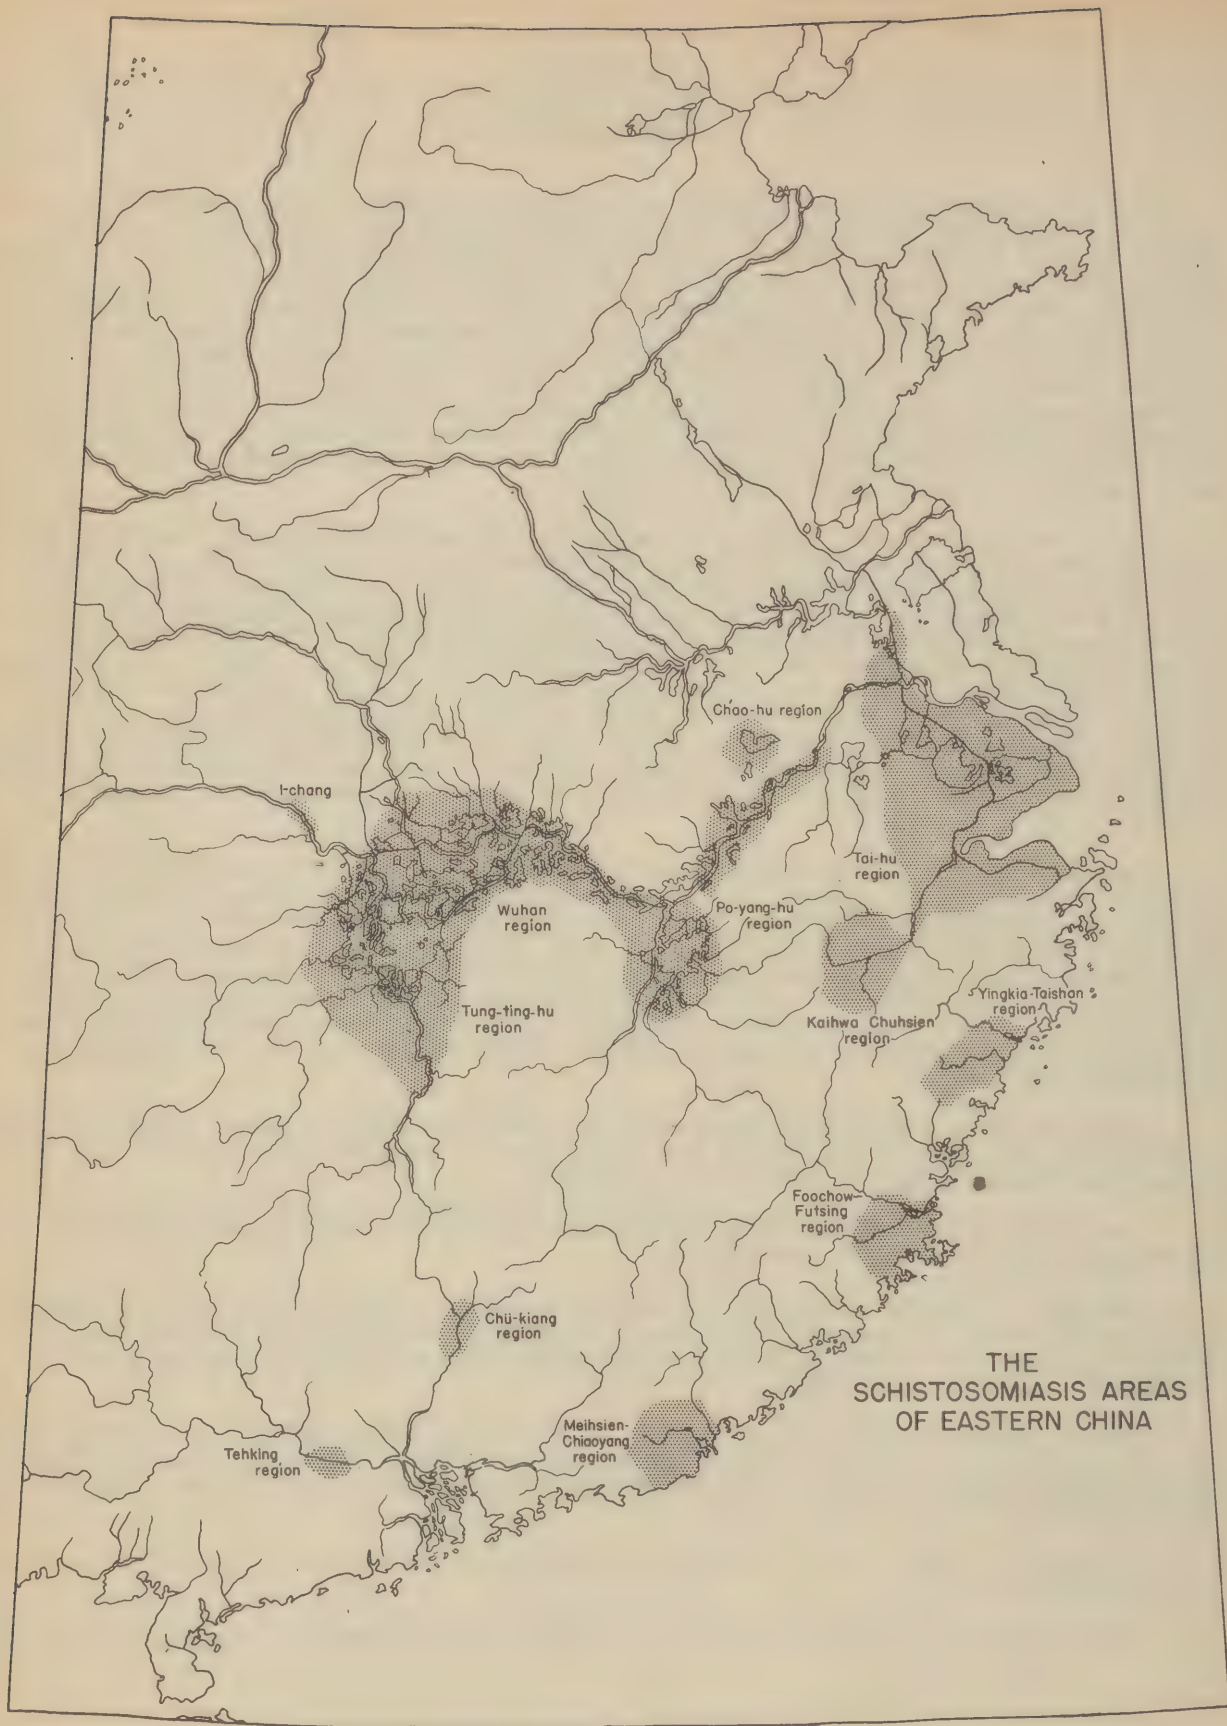 Chao-hu region
I-chang
Tai-hu
region
Wuhan
region
Po-yang-hu
region
Yingkia-Taishan
region
Tung-ting-hu
region
Kaihwa Chuhsien
region
Foochow-
Futsing
region
Chü-kiang
region
THE
SCHISTOSOMIASIS AREAS
OF EASTERN CHINA
Meihsien-
Chiaoyang
region
Tehking
region